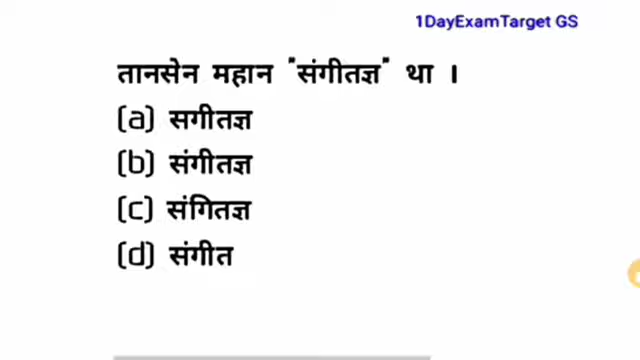 1DayExamTarget GS
तानसेन महान "संगीतज्ञ" था ।
(a) सगीतज्ञ
(b) संगीतज्ञ
(c) संगितज्ञ
(d) संगीत